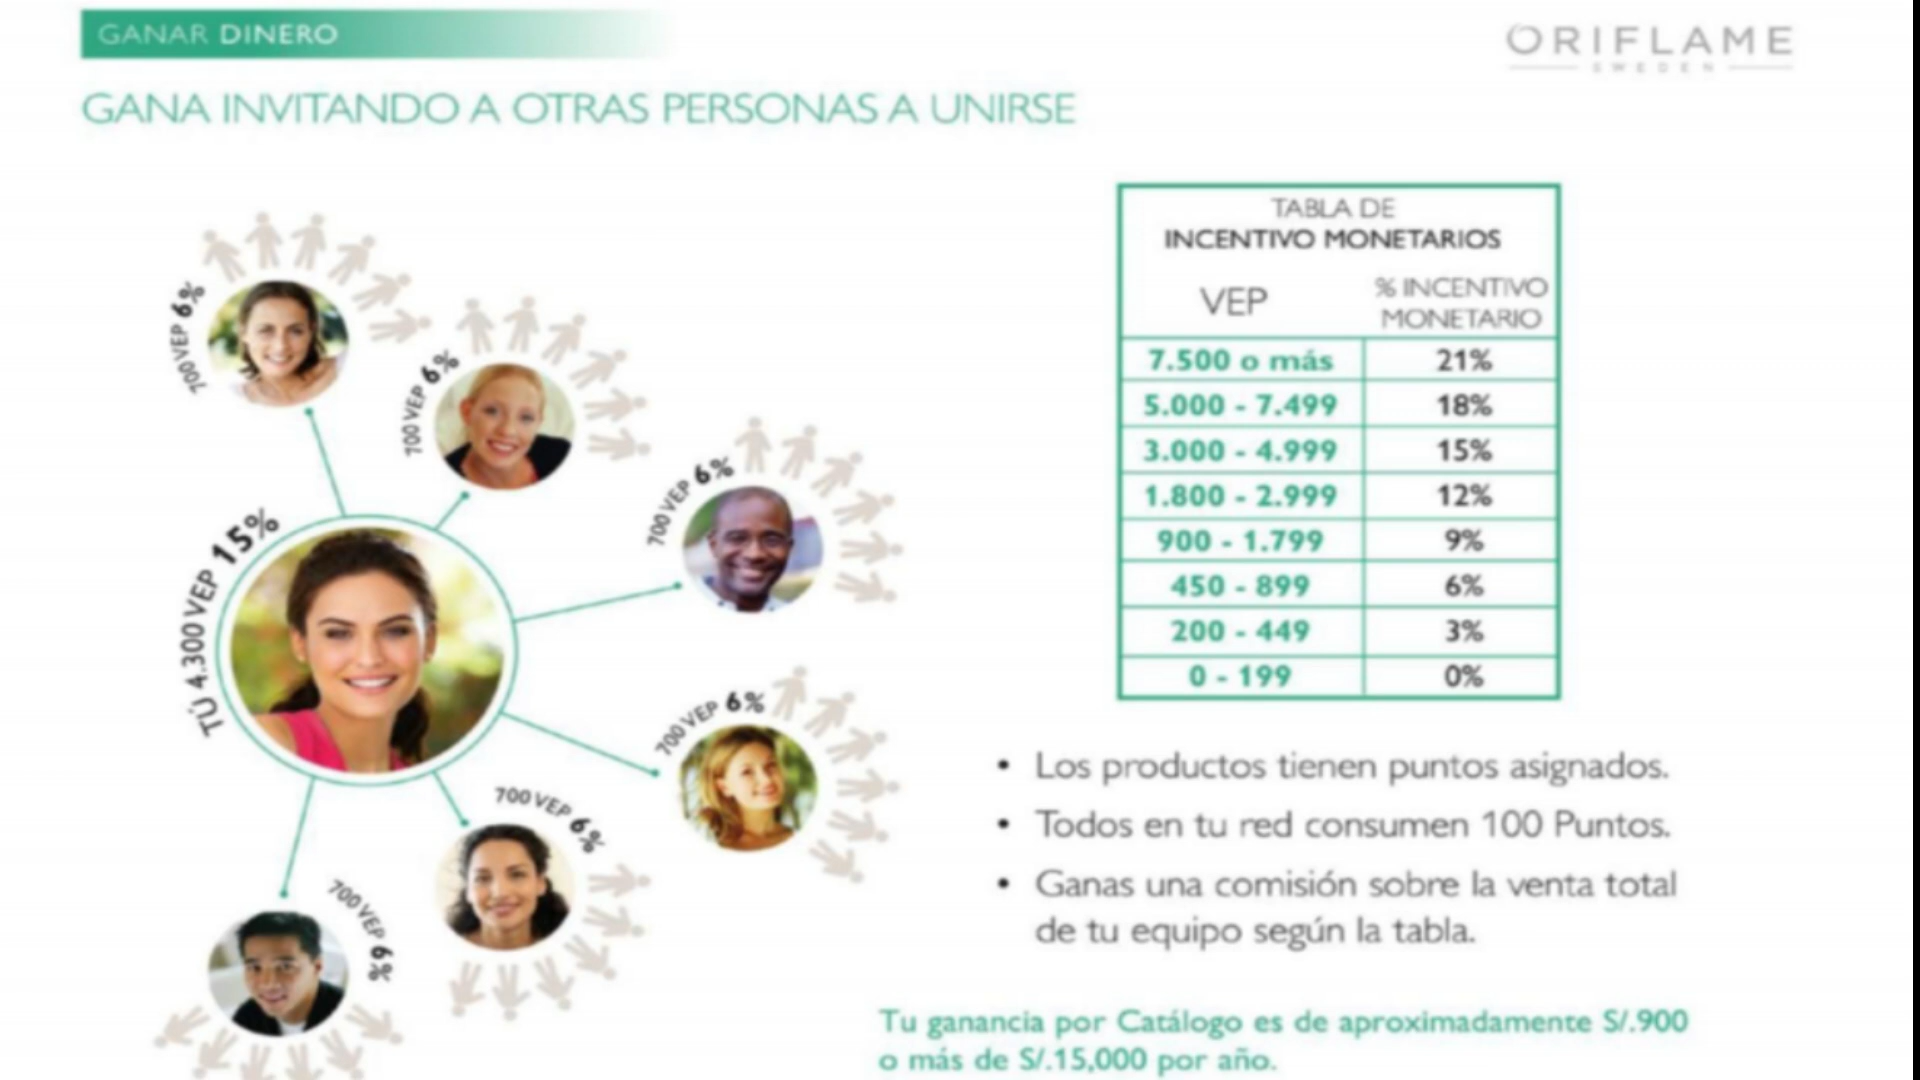 GANAR DINERO
ORIFLAME
SWEDEN
GANA INVITANDO A OTRAS PERSONAS A UNIRSE
700 VEP 6%
700 VEP 6%
700 VEP 6%
TÚ 4.300 VEP 15%
700 VEP 6%
700 VEP 6%
700 VEP 6%
TABLA DE
INCENTIVO MONETARIOS
VEP
% INCENTIVO
MONETARIO
7.500 o más 21%
5.000 - 7.499 18%
3.000 - 4.999 15%
1.800 - 2.999 12%
900 - 1.799 9%
450 - 899 6%
200 - 449 3%
0 - 199 0%
• Los productos tienen puntos asignados.
• Todos en tu red consumen 100 Puntos.
• Ganas una comisión sobre la venta total
de tu equipo según la tabla.
Tu ganancia por Catálogo es de aproximadamente S/.900
o más de S/.15,000 por año.